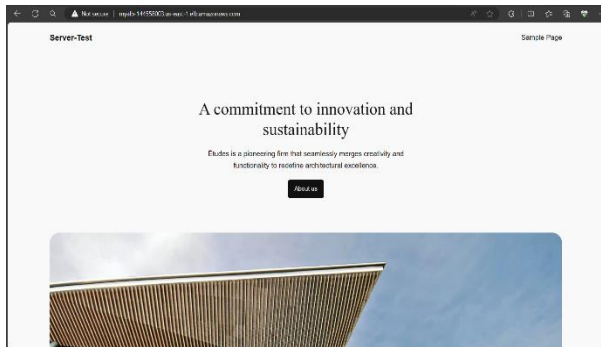 Not secure
Server-Test
Sample Page
A commitment to innovation and
sustainability
Études is a pioneering firm that seamlessly merges creativity and
functionality to redefine architectural excellence.
About us